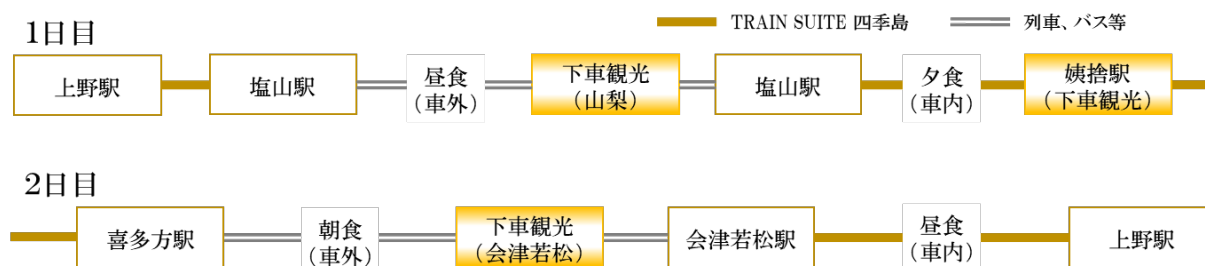 1日目
TRAIN SUITE 四季島
列車、バス等
上野駅
塩山駅
昼食
（車外）
下車観光
（山梨）
塩山駅
夕食
（車内）
姨捨駅
（下車観光）
2日目
喜多方駅
朝食
（車外）
下車観光
（会津若松）
会津若松駅
昼食
（車内）
上野駅